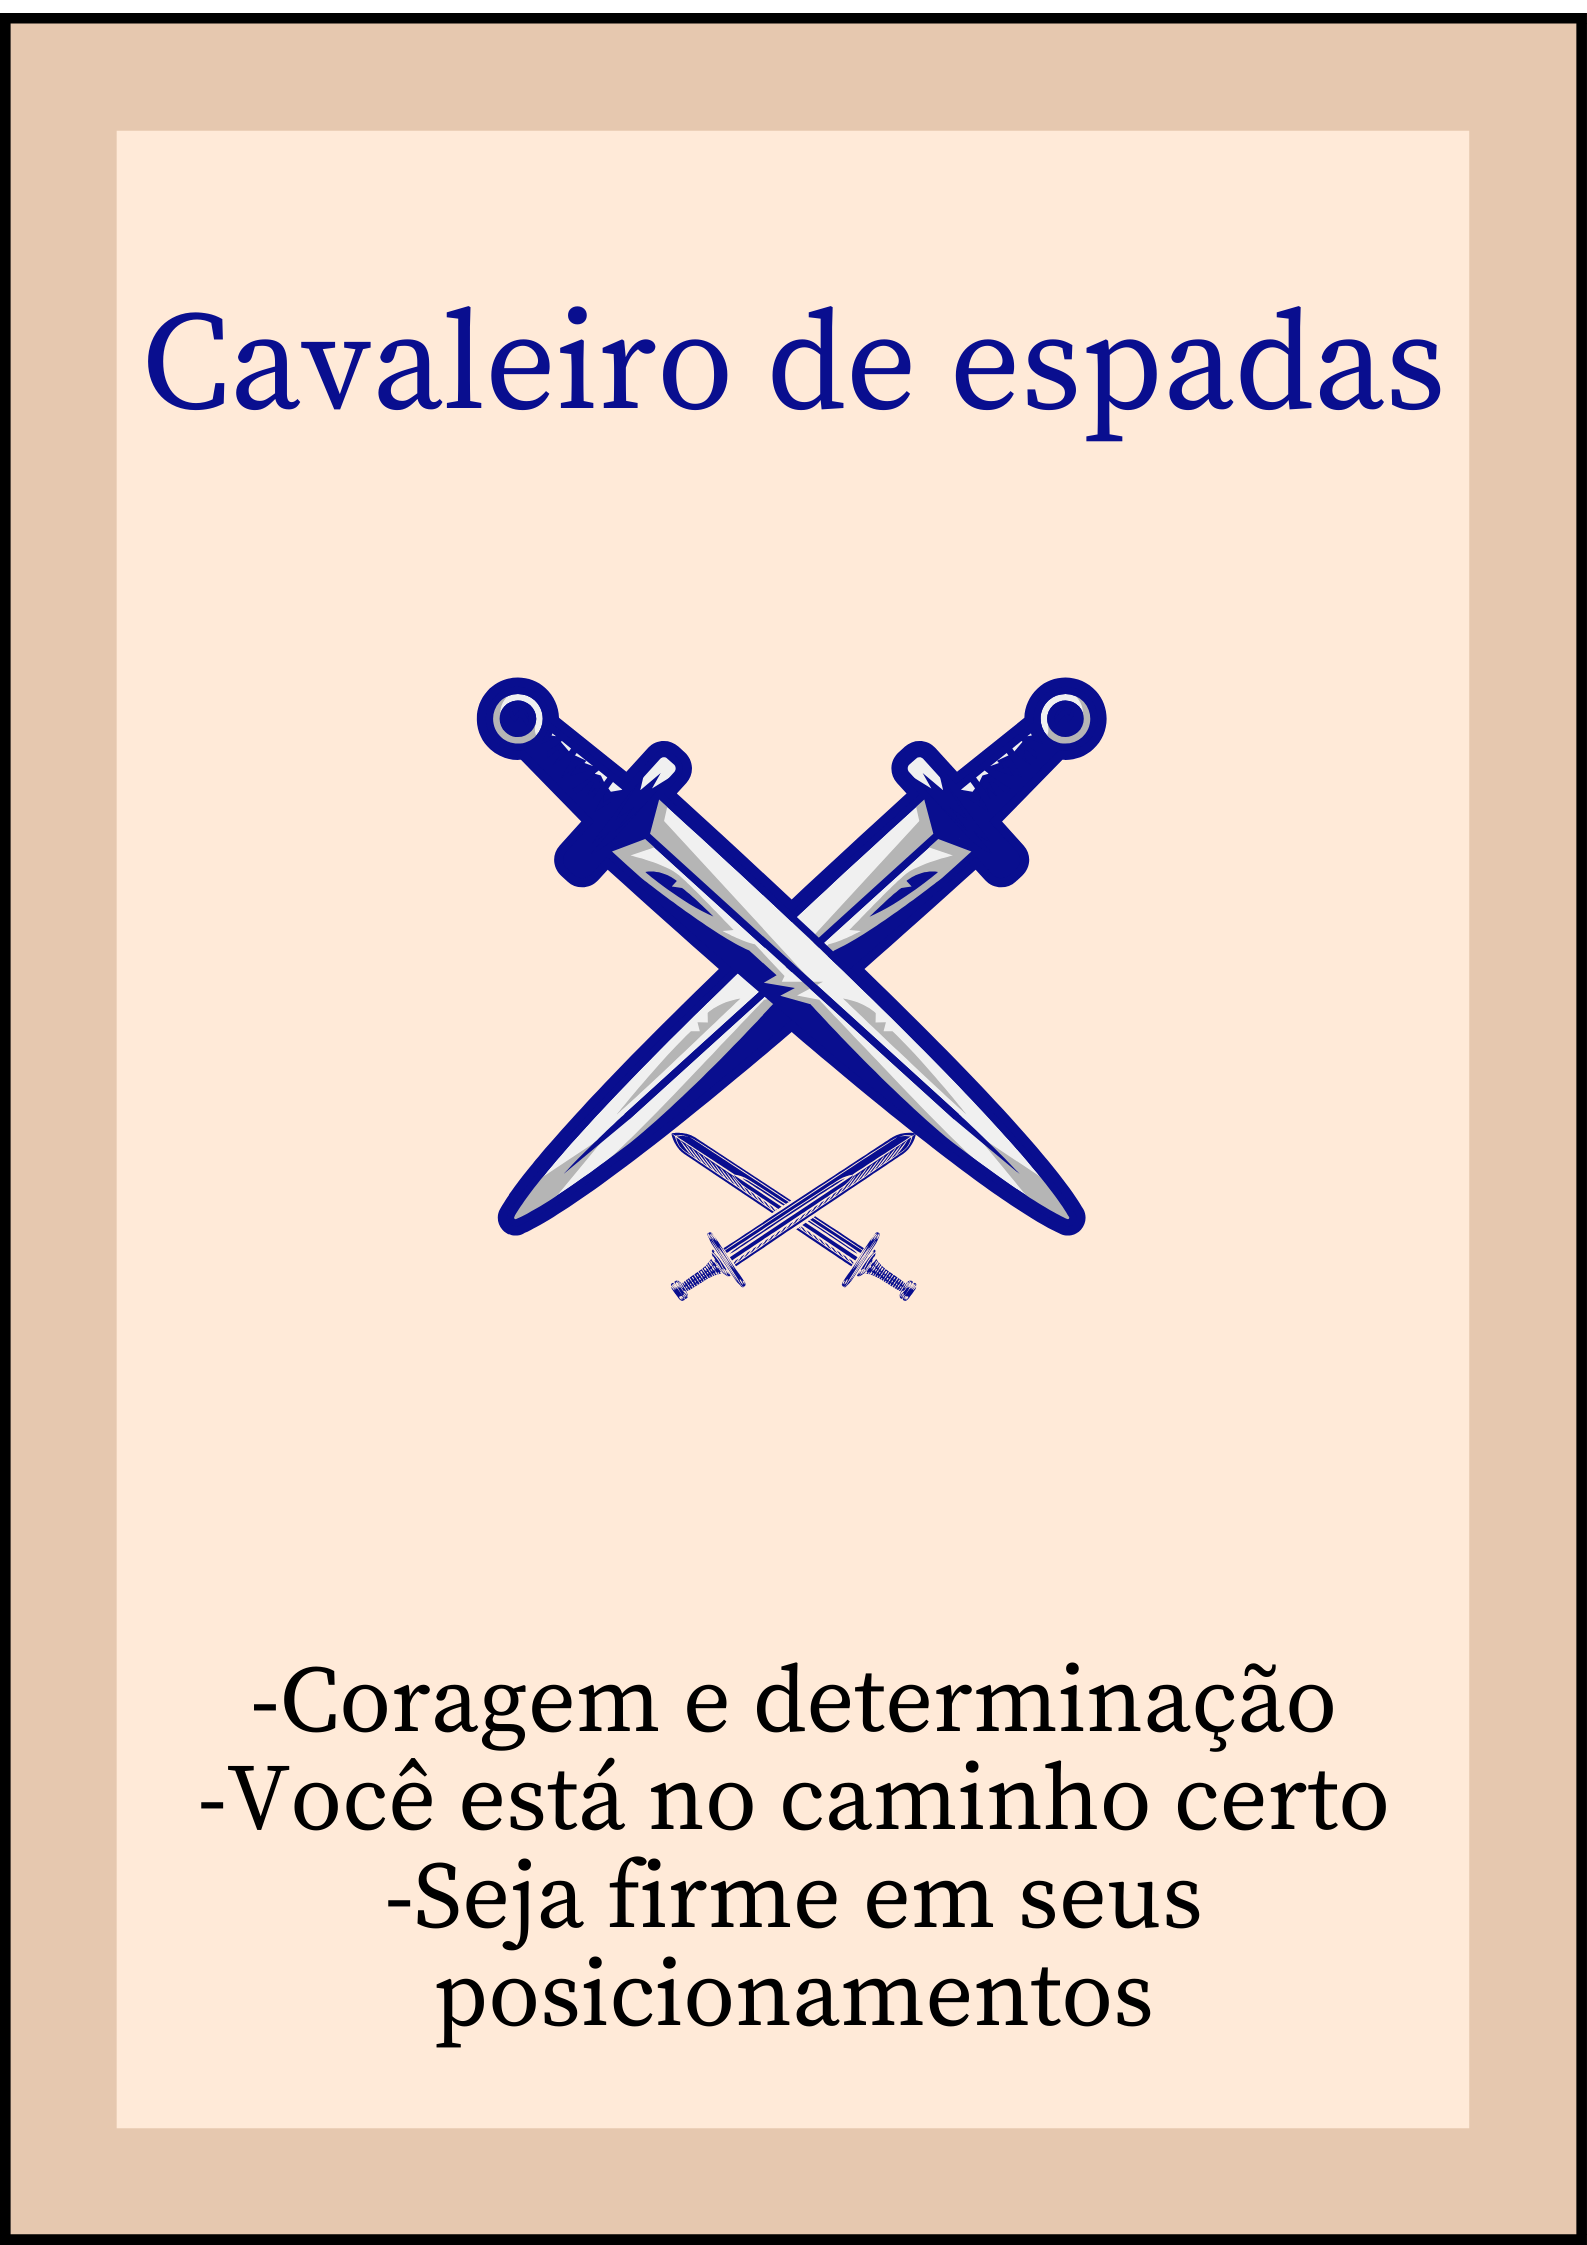 Cavaleiro de espadas
-Coragem e determinação
-Você está no caminho certo
-Seja firme em seus
posicionamentos